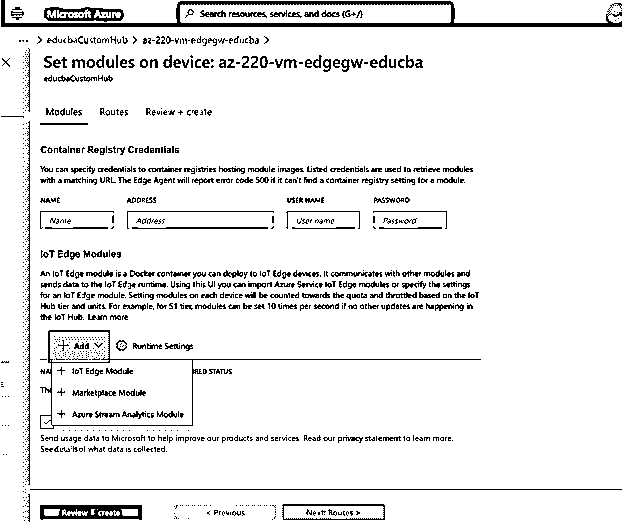 Microsoft Azure
Search resources, services, and docs (G+/)
... > educbaCustomHub > az-220-vm-edgegw-educba >
Set modules on device: az-220-vm-edgegw-educba
educbaCustomHub
Modules Routes Review + create
Container Registry Credentials
You can specify credentials to container registries hosting module images. Listed credentials are used to retrieve modules
with a matching URL. The Edge Agent will report error code 500 if it can't find a container registry setting for a module.
NAME ADDRESS USER NAME PASSWORD
Name Address User name Password
IoT Edge Modules
An IoT Edge module is a Docker container you can deploy to IoT Edge devices. It communicates with other modules and
sends data to the IoT Edge runtime. Using this UI you can import Azure Service IoT Edge modules or specify the settings
for an IoT Edge module. Setting modules on each device will be counted towards the quota and throttled based on the IoT
Hub tier and units. For example, for S1 tier, modules can be set 10 times per second if no other updates are happening in
the IoT Hub. Learn more
+ Add Runtime Settings
NA RED STATUS
+ IoT Edge Module
The
+ Marketplace Module
+ Azure Stream Analytics Module
Send usage data to Microsoft to help improve our products and services. Read our privacy statement to learn more.
See details of what data is collected.
Review + create < Previous Next: Routes >